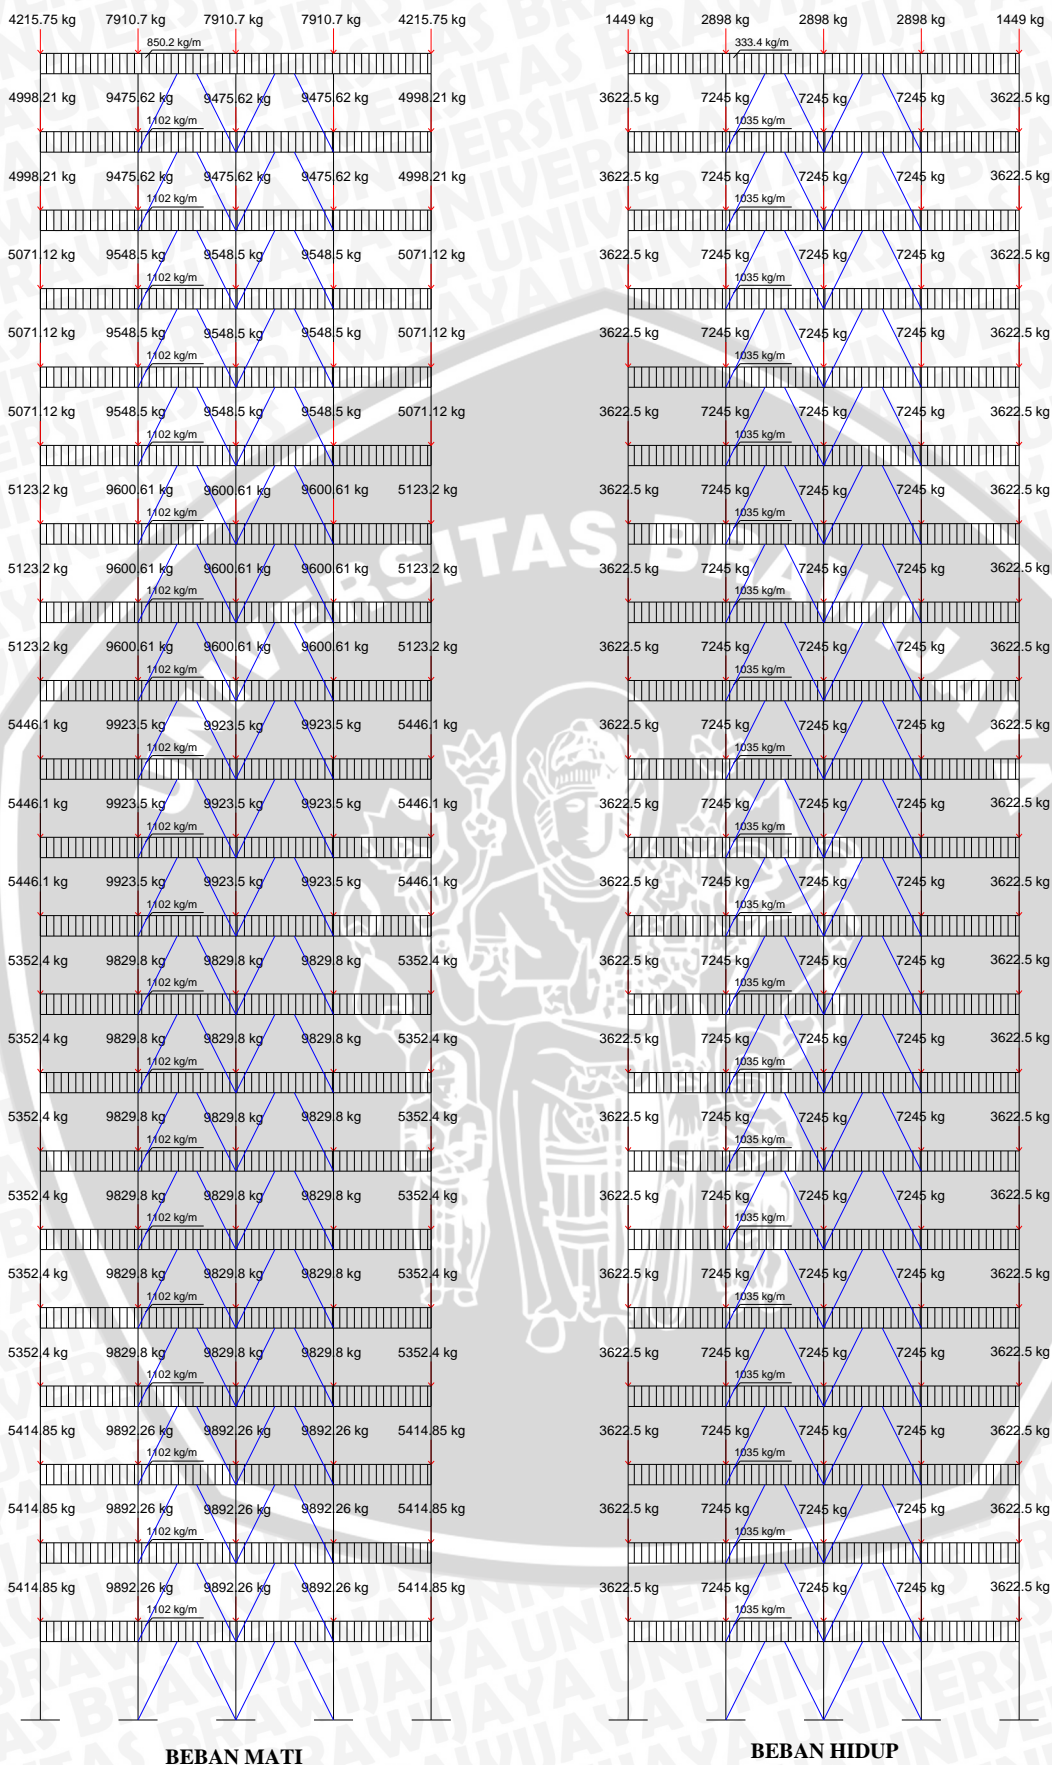 4215.75 kg 7910.7 kg 7910.7 kg 7910.7 kg 4215.75 kg 1449 kg 2898 kg 2898 kg 2898 kg 1449 kg
850.2 kg/m 333.4 kg/m
4998.21 kg 9475.62 kg 9475.62 kg 9475.62 kg 4998.21 kg 3622.5 kg 7245 kg 7245 kg 7245 kg 3622.5 kg
1102 kg/m 1035 kg/m
4998.21 kg 9475.62 kg 9475.62 kg 9475.62 kg 4998.21 kg 3622.5 kg 7245 kg 7245 kg 7245 kg 3622.5 kg
1102 kg/m 1035 kg/m
5071.12 kg 9548.5 kg 9548.5 kg 9548.5 kg 5071.12 kg 3622.5 kg 7245 kg 7245 kg 7245 kg 3622.5 kg
1102 kg/m 1035 kg/m
5071.12 kg 9548.5 kg 9548.5 kg 9548.5 kg 5071.12 kg 3622.5 kg 7245 kg 7245 kg 7245 kg 3622.5 kg
1102 kg/m 1035 kg/m
5071.12 kg 9548.5 kg 9548.5 kg 9548.5 kg 5071.12 kg 3622.5 kg 7245 kg 7245 kg 7245 kg 3622.5 kg
1102 kg/m 1035 kg/m
5123.2 kg 9600.61 kg 9600.61 kg 9600.61 kg 5123.2 kg 3622.5 kg 7245 kg 7245 kg 7245 kg 3622.5 kg
1102 kg/m 1035 kg/m
5123.2 kg 9600.61 kg 9600.61 kg 9600.61 kg 5123.2 kg 3622.5 kg 7245 kg 7245 kg 7245 kg 3622.5 kg
1102 kg/m 1035 kg/m
5123.2 kg 9600.61 kg 9600.61 kg 9600.61 kg 5123.2 kg 3622.5 kg 7245 kg 7245 kg 7245 kg 3622.5 kg
1102 kg/m 1035 kg/m
5446.1 kg 9923.5 kg 9923.5 kg 9923.5 kg 5446.1 kg 3622.5 kg 7245 kg 7245 kg 7245 kg 3622.5 kg
1102 kg/m 1035 kg/m
5446.1 kg 9923.5 kg 9923.5 kg 9923.5 kg 5446.1 kg 3622.5 kg 7245 kg 7245 kg 7245 kg 3622.5 kg
1102 kg/m 1035 kg/m
5446.1 kg 9923.5 kg 9923.5 kg 9923.5 kg 5446.1 kg 3622.5 kg 7245 kg 7245 kg 7245 kg 3622.5 kg
1102 kg/m 1035 kg/m
5352.4 kg 9829.8 kg 9829.8 kg 9829.8 kg 5352.4 kg 3622.5 kg 7245 kg 7245 kg 7245 kg 3622.5 kg
1102 kg/m 1035 kg/m
5352.4 kg 9829.8 kg 9829.8 kg 9829.8 kg 5352.4 kg 3622.5 kg 7245 kg 7245 kg 7245 kg 3622.5 kg
1102 kg/m 1035 kg/m
5352.4 kg 9829.8 kg 9829.8 kg 9829.8 kg 5352.4 kg 3622.5 kg 7245 kg 7245 kg 7245 kg 3622.5 kg
1102 kg/m 1035 kg/m
5352.4 kg 9829.8 kg 9829.8 kg 9829.8 kg 5352.4 kg 3622.5 kg 7245 kg 7245 kg 7245 kg 3622.5 kg
1102 kg/m 1035 kg/m
5352.4 kg 9829.8 kg 9829.8 kg 9829.8 kg 5352.4 kg 3622.5 kg 7245 kg 7245 kg 7245 kg 3622.5 kg
1102 kg/m 1035 kg/m
5352.4 kg 9829.8 kg 9829.8 kg 9829.8 kg 5352.4 kg 3622.5 kg 7245 kg 7245 kg 7245 kg 3622.5 kg
1102 kg/m 1035 kg/m
5414.85 kg 9892.26 kg 9892.26 kg 9892.26 kg 5414.85 kg 3622.5 kg 7245 kg 7245 kg 7245 kg 3622.5 kg
1102 kg/m 1035 kg/m
5414.85 kg 9892.26 kg 9892.26 kg 9892.26 kg 5414.85 kg 3622.5 kg 7245 kg 7245 kg 7245 kg 3622.5 kg
1102 kg/m 1035 kg/m
5414.85 kg 9892.26 kg 9892.26 kg 9892.26 kg 5414.85 kg 3622.5 kg 7245 kg 7245 kg 7245 kg 3622.5 kg
1102 kg/m 1035 kg/m
BEBAN MATI BEBAN HIDUP
UNIVERSITAS BRAWIJAYA